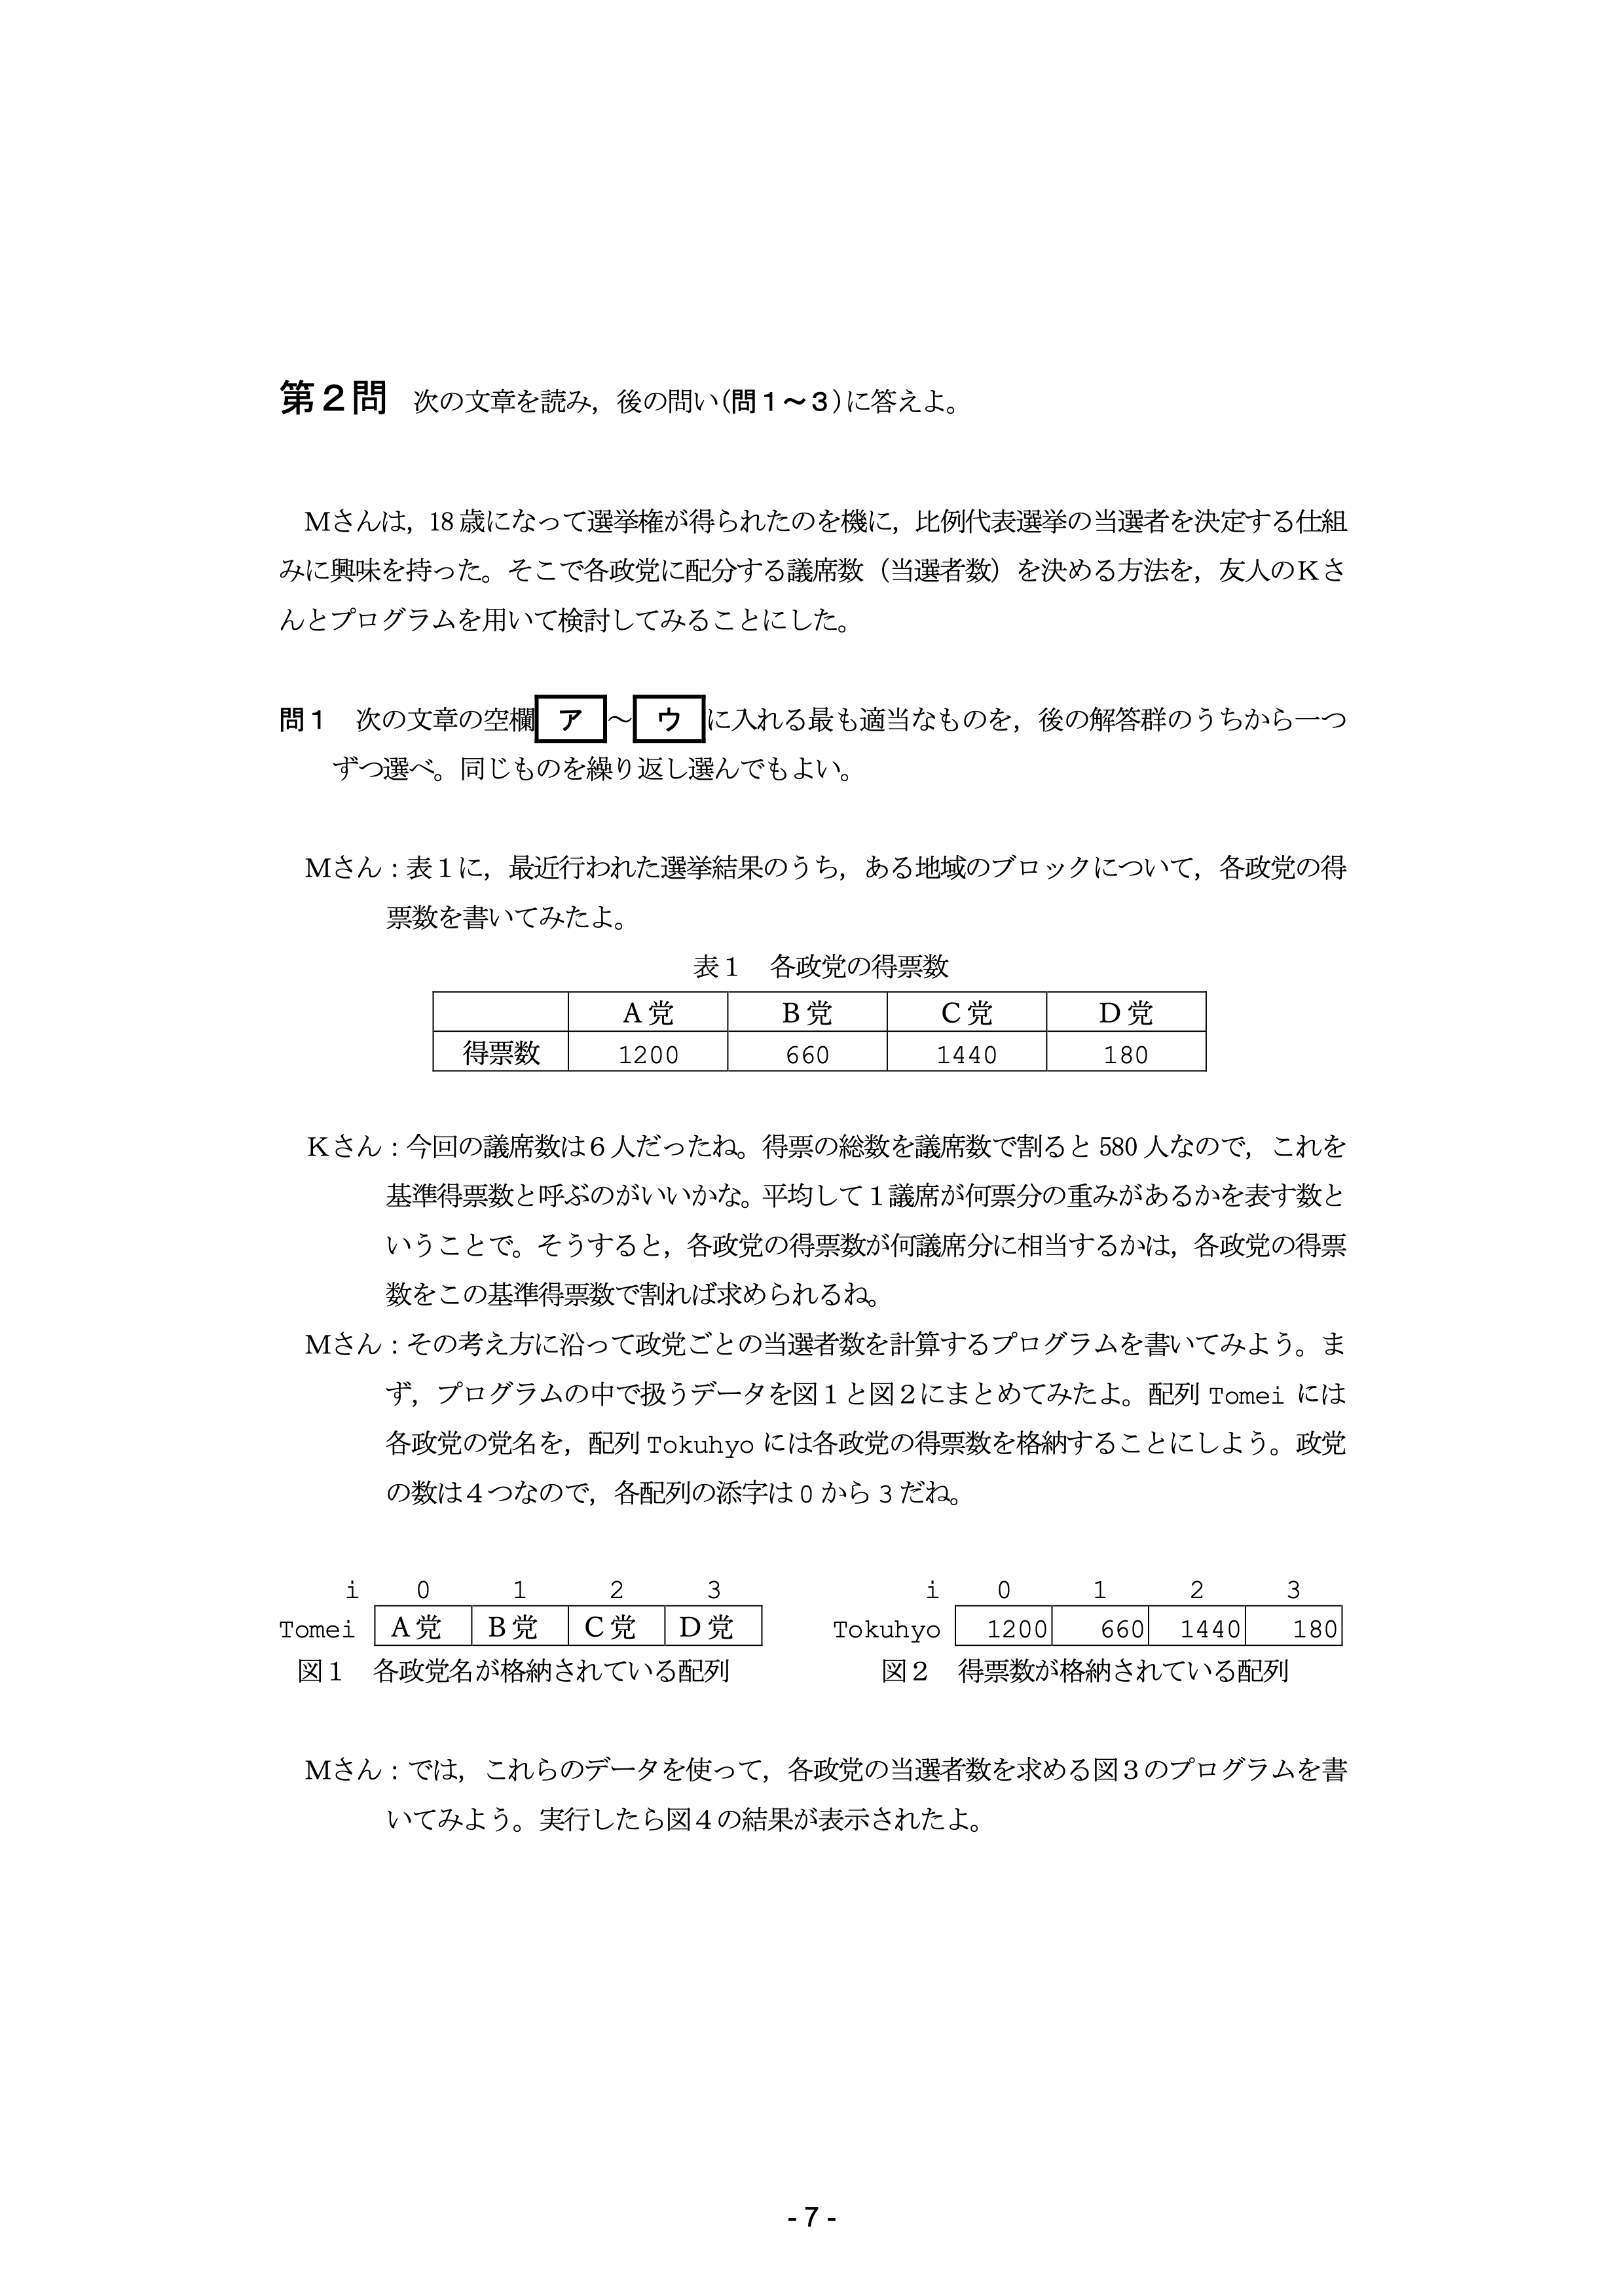 第２問 次の文章を読み，後の問い(問１～３)に答えよ。
Ｍさんは，18 歳になって選挙権が得られたのを機に，比例代表選挙の当選者を決定する仕組
みに興味を持った。そこで各政党に配分する議席数（当選者数）を決める方法を，友人のＫさ
んとプログラムを用いて検討してみることにした。
問１ 次の文章の空欄 ア ～ ウ に入れる最も適当なものを，後の解答群のうちから一つ
ずつ選べ。同じものを繰り返し選んでもよい。
Ｍさん：表１に，最近行われた選挙結果のうち，ある地域のブロックについて，各政党の得
票数を書いてみたよ。
表１ 各政党の得票数
Ａ党 Ｂ党 Ｃ党 Ｄ党
得票数 1200 660 1440 180
Ｋさん：今回の議席数は６人だったね。得票の総数を議席数で割ると 580 人なので，これを
基準得票数と呼ぶのがいいかな。平均して１議席が何票分の重みがあるかを表す数と
いうことで。そうすると，各政党の得票数が何議席分に相当するかは，各政党の得票
数をこの基準得票数で割れば求められるね。
Ｍさん：その考え方に沿って政党ごとの当選者数を計算するプログラムを書いてみよう。ま
ず，プログラムの中で扱うデータを図１と図２にまとめてみたよ。配列 Tomei には
各政党の党名を，配列 Tokuhyo には各政党の得票数を格納することにしよう。政党
の数は４つなので，各配列の添字は 0 から 3 だね。
i 0 1 2 3
Tomei Ａ党 Ｂ党 Ｃ党 Ｄ党
図１ 各政党名が格納されている配列
i 0 1 2 3
Tokuhyo 1200 660 1440 180
図２ 得票数が格納されている配列
Ｍさん：では，これらのデータを使って，各政党の当選者数を求める図３のプログラムを書
いてみよう。実行したら図４の結果が表示されたよ。
- 7 -